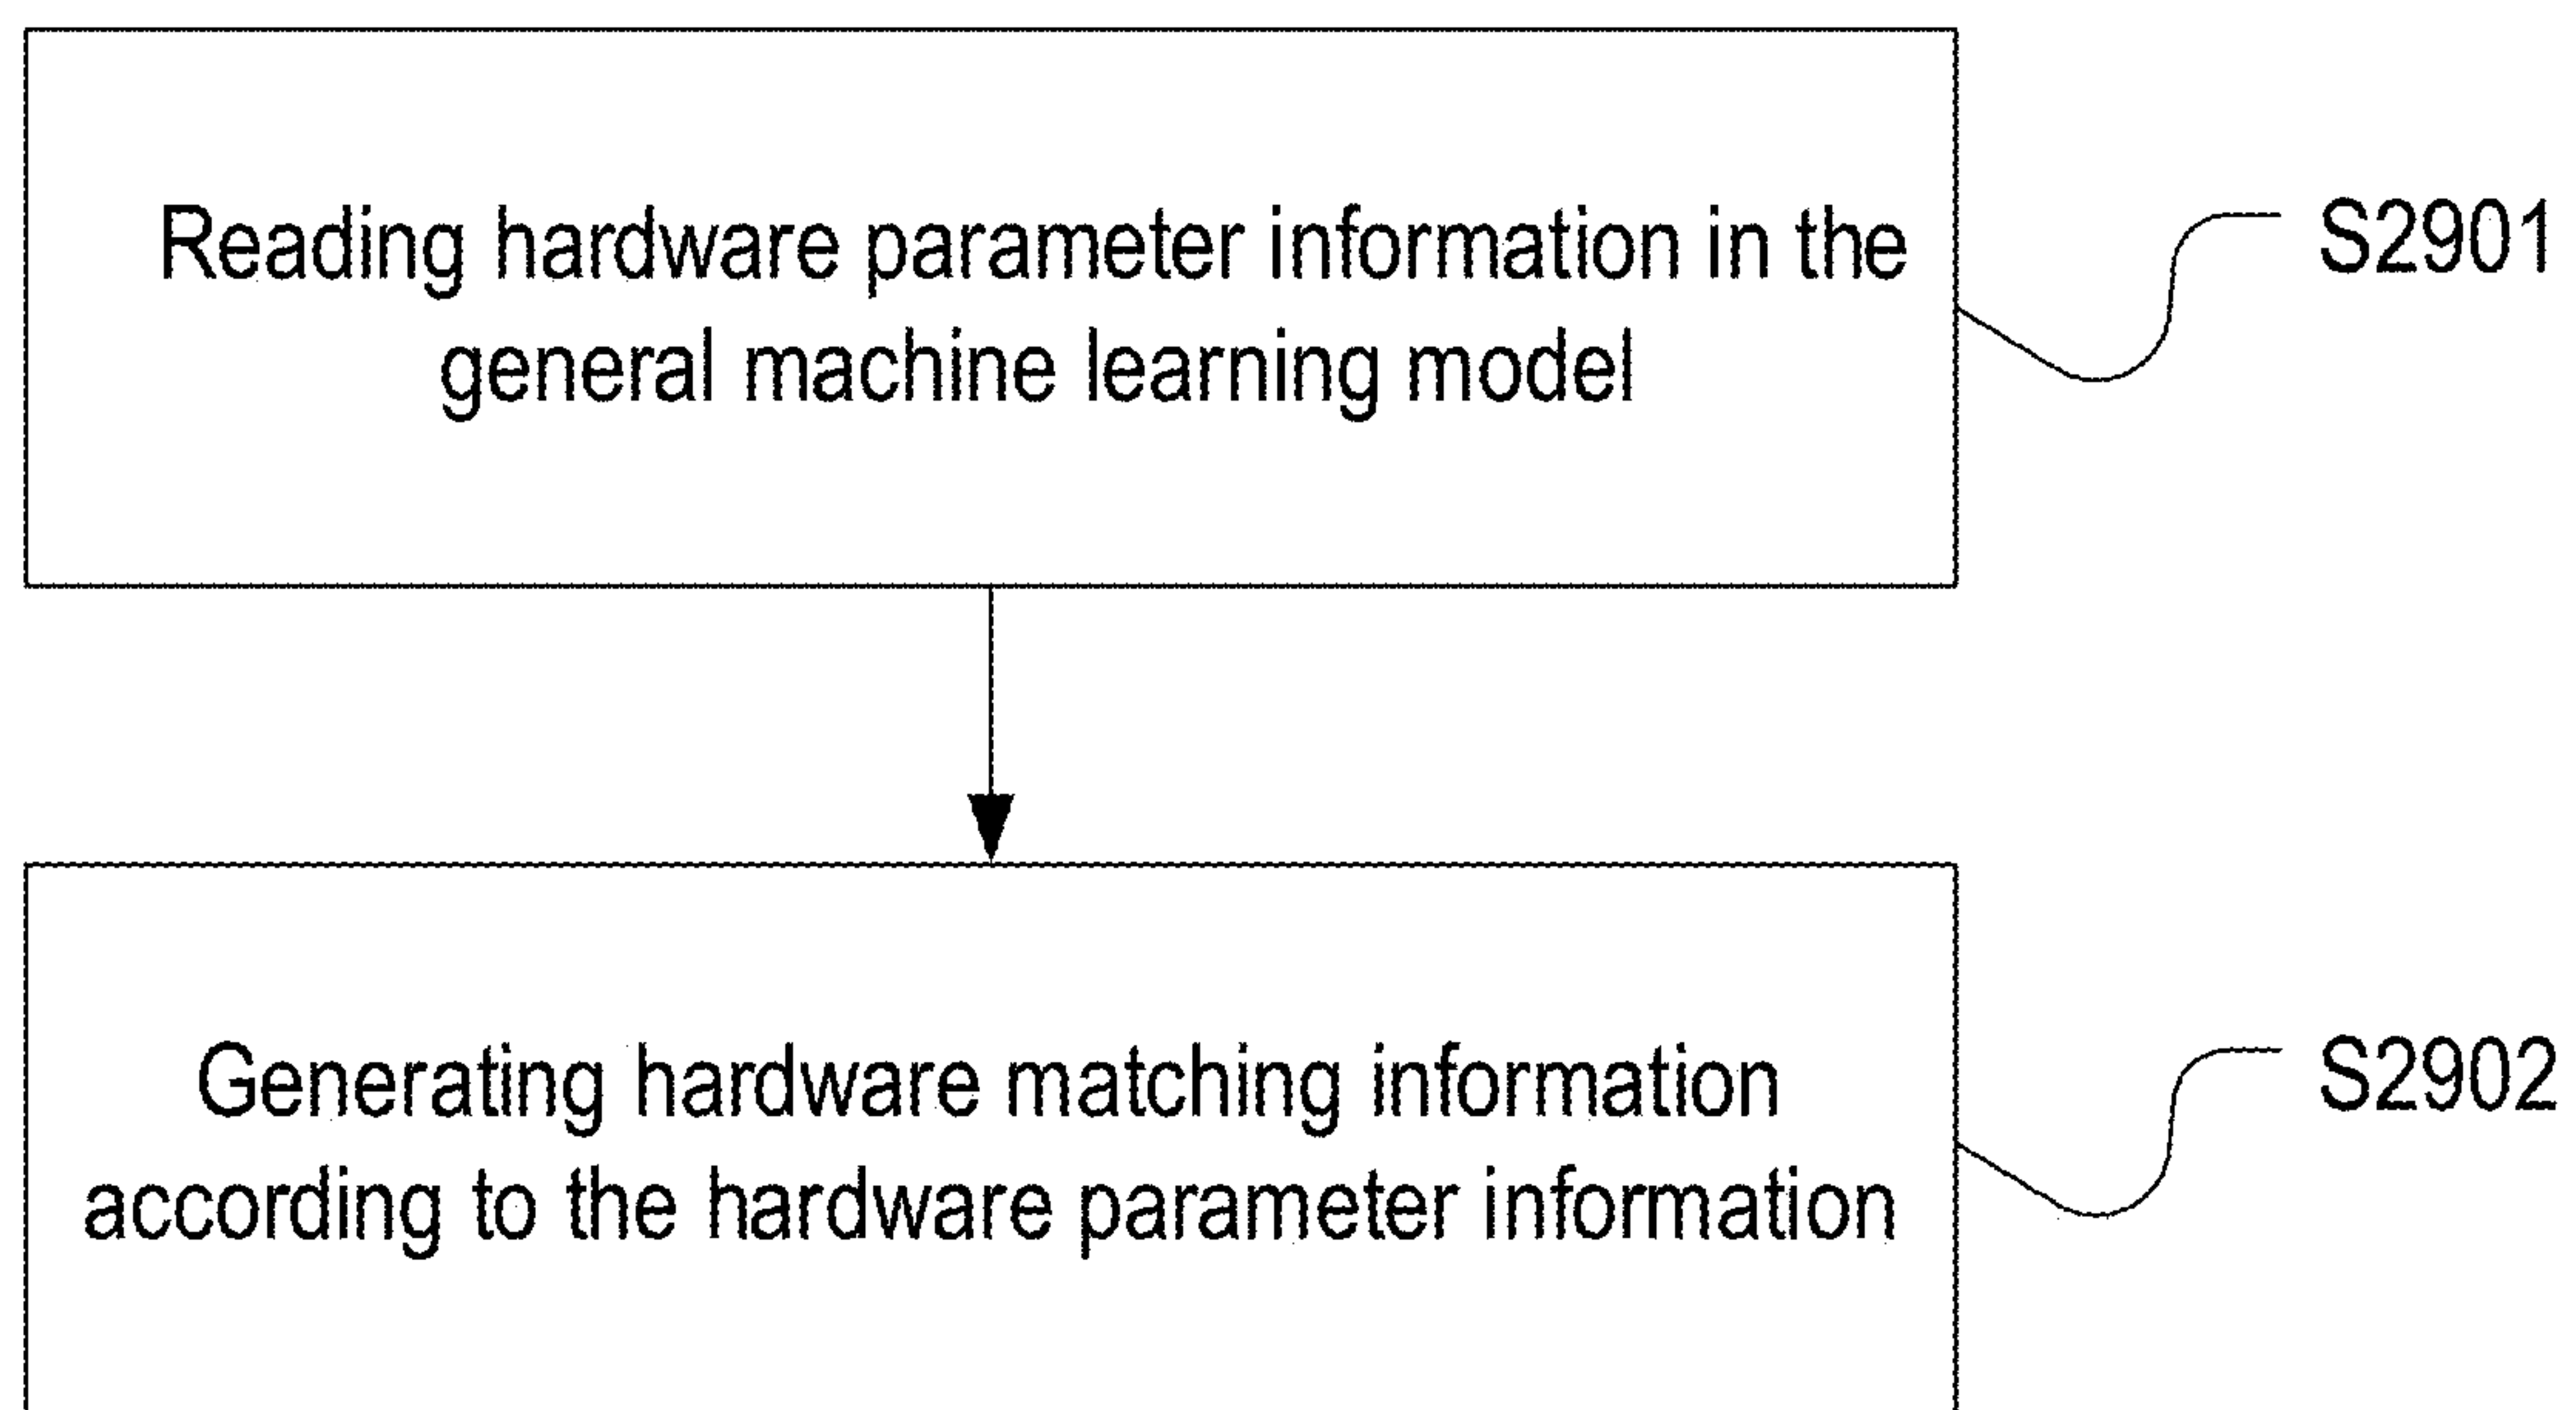 Reading hardware parameter information in the
general machine learning model
S2901
Generating hardware matching information
according to the hardware parameter information
S2902